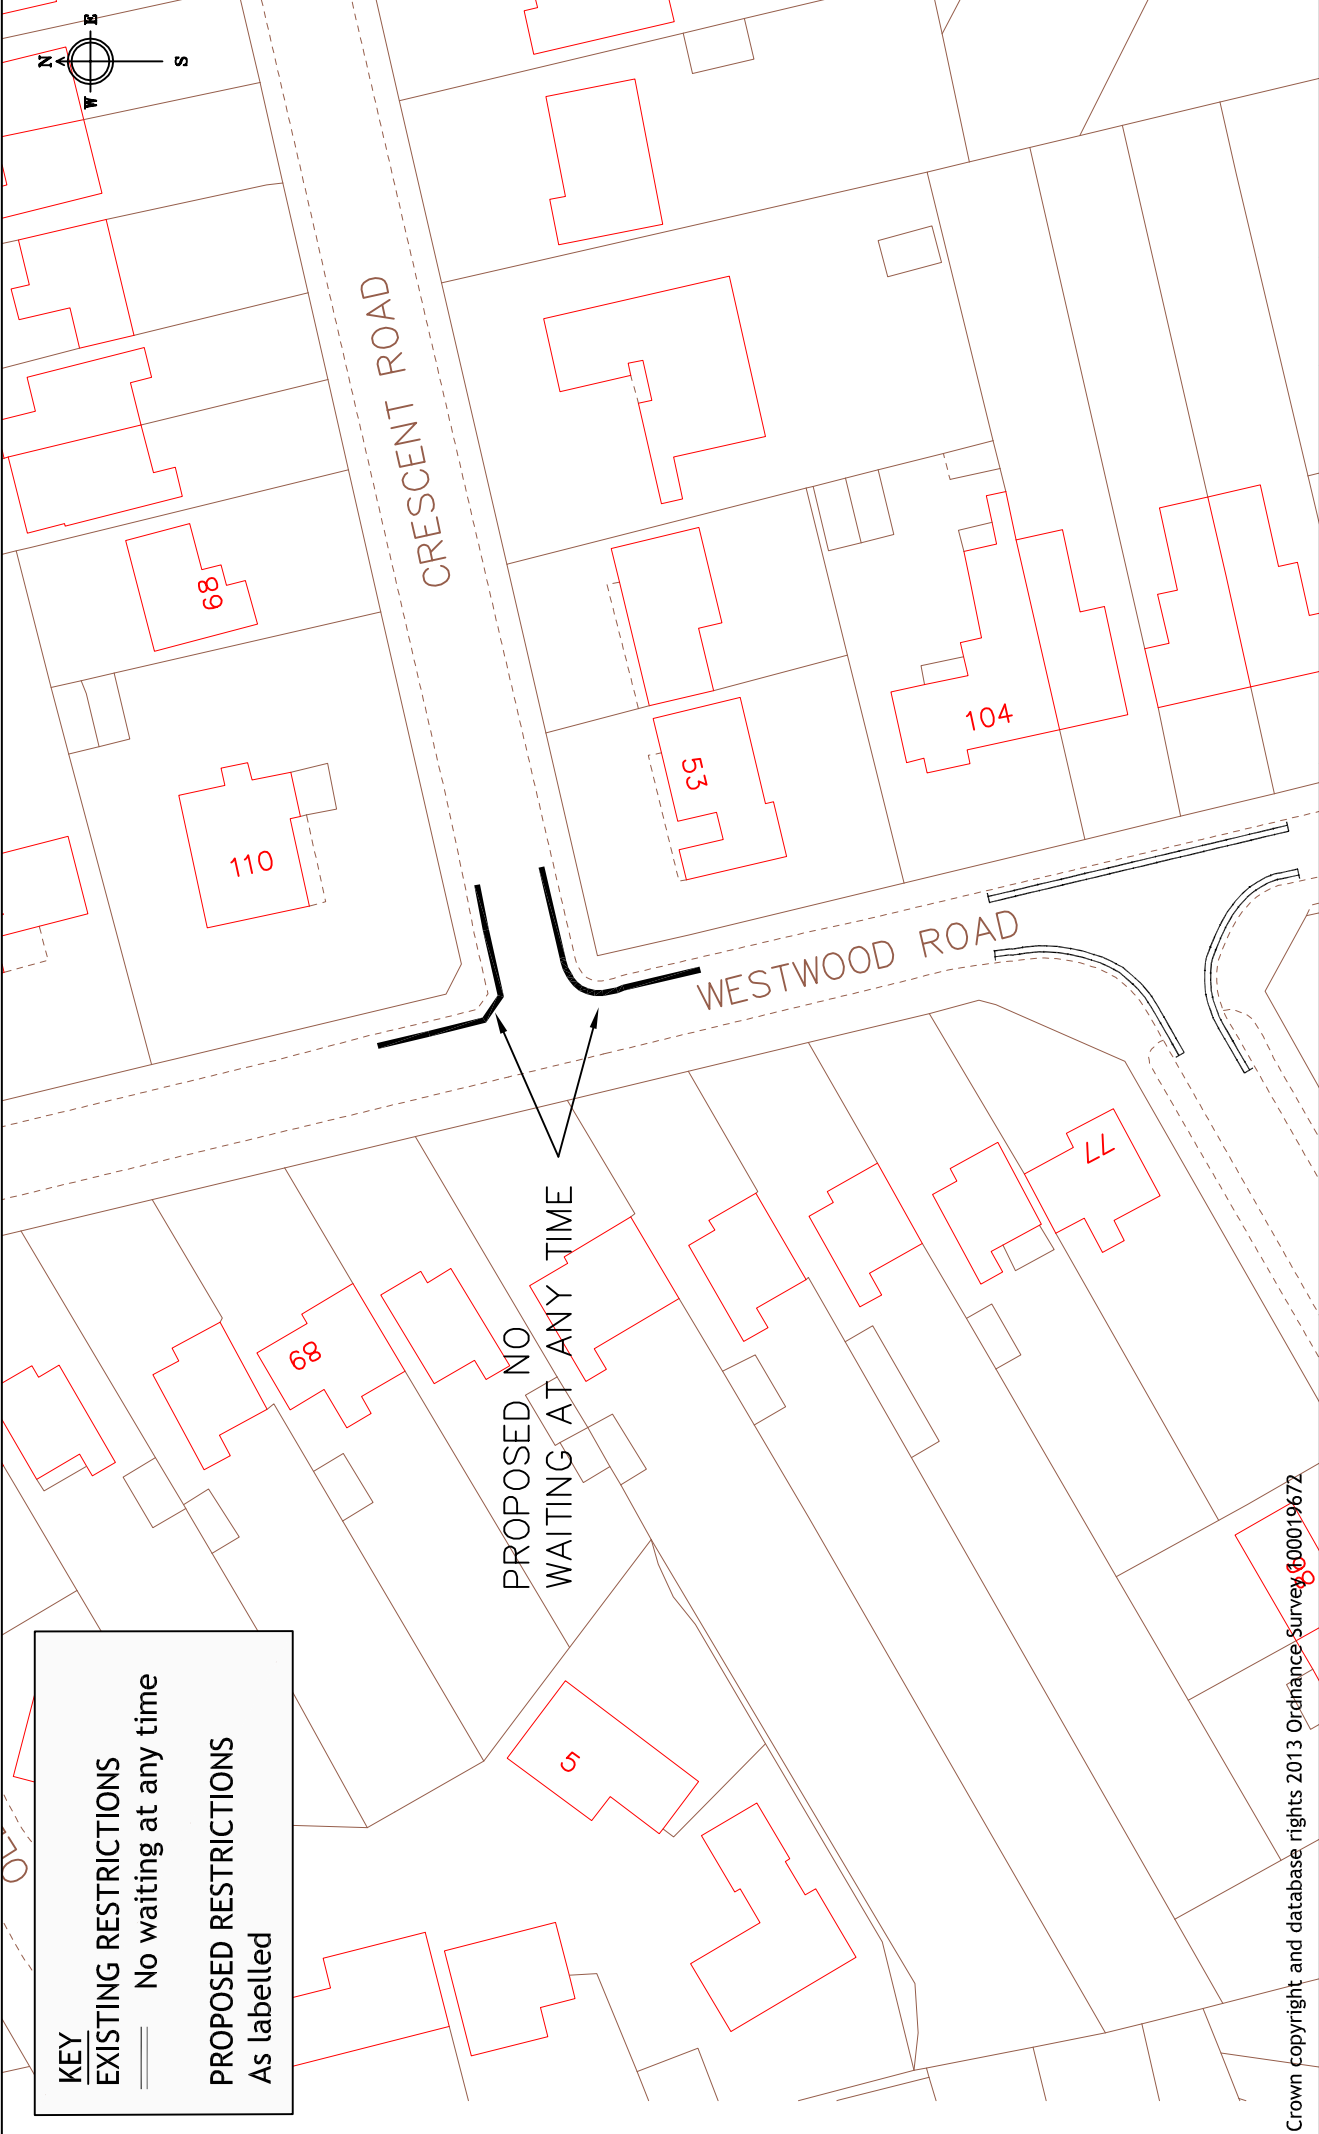 N
W
E
S
CRESCENT ROAD
WESTWOOD ROAD
89
110
53
104
77
89
5
68
PROPOSED NO
WAITING AT ANY TIME
KEY
EXISTING RESTRICTIONS
No waiting at any time
PROPOSED RESTRICTIONS
As labelled
Crown copyright and database rights 2013 Ordnance Survey 100019672